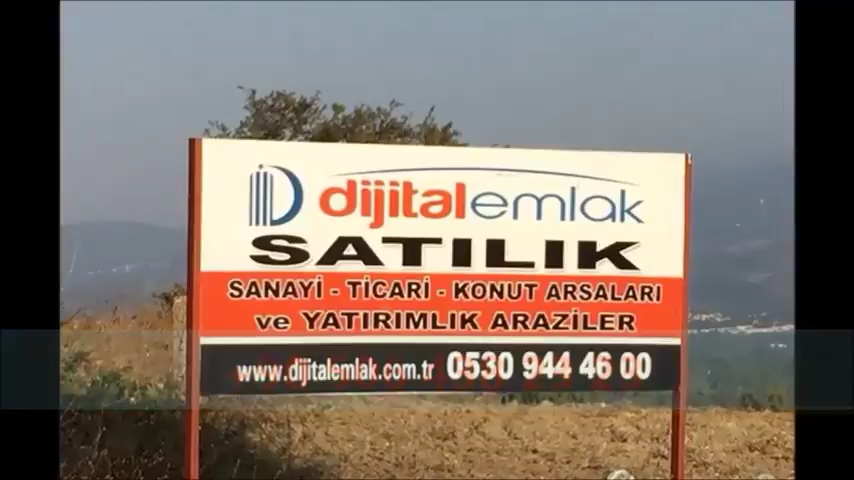 dijitalemlak
SATILIK
SANAYİ - TİCARİ - KONUT ARSALARI
ve YATIRIMLIK ARAZİLER
www.dijitalemlak.com.tr 0530 944 46 00